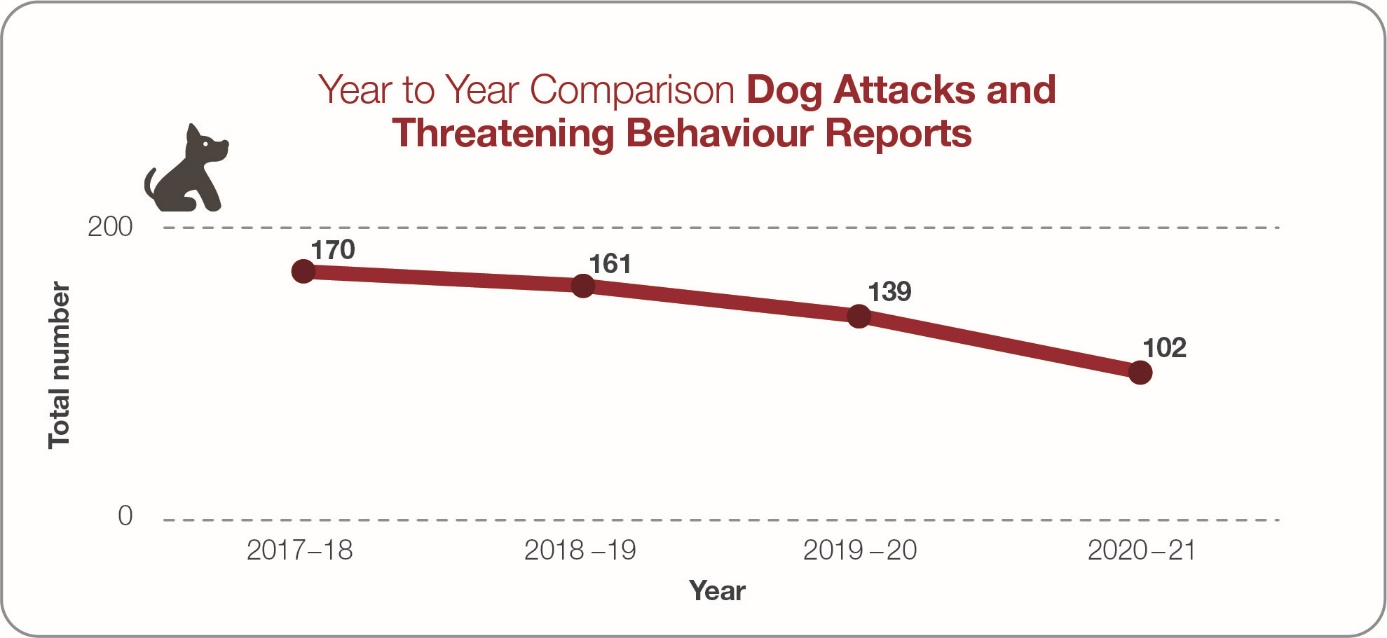 Year to Year Comparison Dog Attacks and
Threatening Behaviour Reports
200
170
161
139
102
Total number
0
2017–18
2018–19
2019–20
2020–21
Year